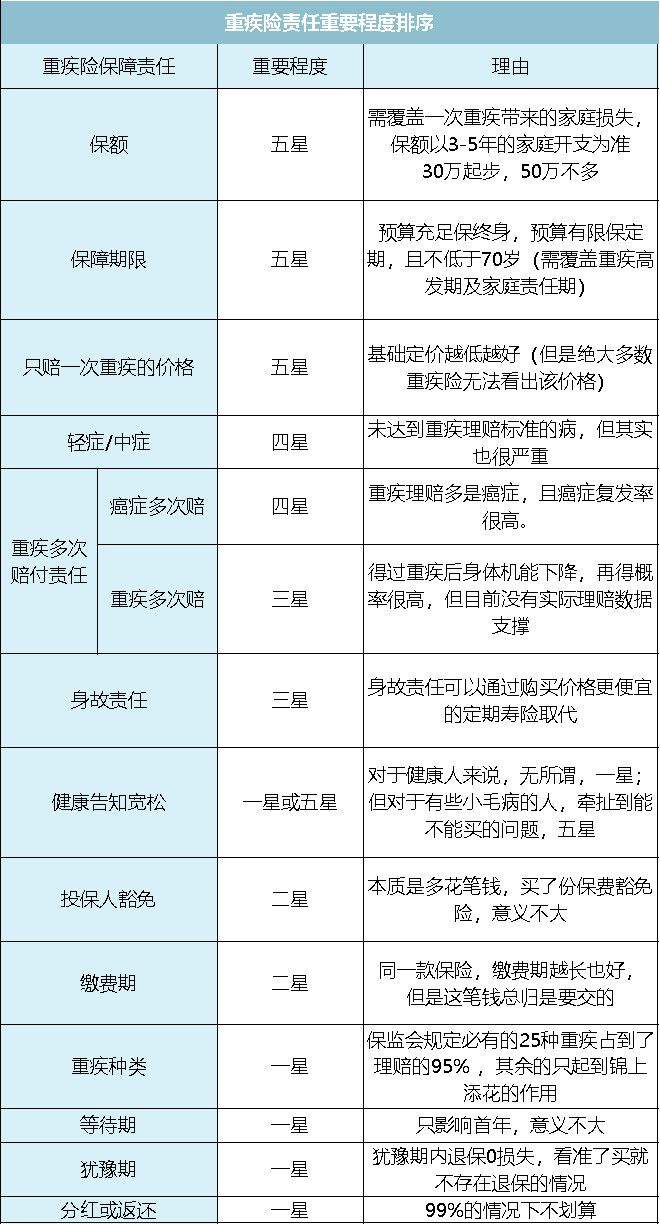 重疾险责任重要程度排序
重疾险保障责任 重要程度 理由
保额 五星 需覆盖一次重疾带来的家庭损失，
保额以3-5年的家庭开支为准
30万起步，50万不多
保障期限 五星 预算充足保终身，预算有限保定
期，且不低于70岁（需覆盖重疾高
发期及家庭责任期）
只赔一次重疾的价格 五星 基础定价越低越好（但是绝大多数
重疾险无法看出该价格）
轻症/中症 四星 未达到重疾理赔标准的病，但其实
也很严重
重疾多次
赔付责任
癌症多次赔 四星 重疾理赔多是癌症，且癌症复发率
很高。
重疾多次赔 三星 得过重疾后身体机能下降，再得概
率很高，但目前没有实际理赔数据
支撑
身故责任 三星 身故责任可以通过购买价格更便宜
的定期寿险取代
健康告知宽松 一星或五星 对于健康人来说，无所谓，一星；
但对于有些小毛病的人，牵扯到能
不能买的问题，五星
投保人豁免 二星 本质是多花笔钱，买了份保费豁免
险，意义不大
缴费期 二星 同一款保险，缴费期越长也好，
但是这笔钱总归是要交的
重疾种类 一星 保监会规定必有的25种重疾占到了
理赔的95% ，其余的只起到锦上
添花的作用
等待期 一星 只影响首年，意义不大
犹豫期 一星 犹豫期内退保0损失，看准了买就
不存在退保的情况
分红或返还 一星 99%的情况下不划算